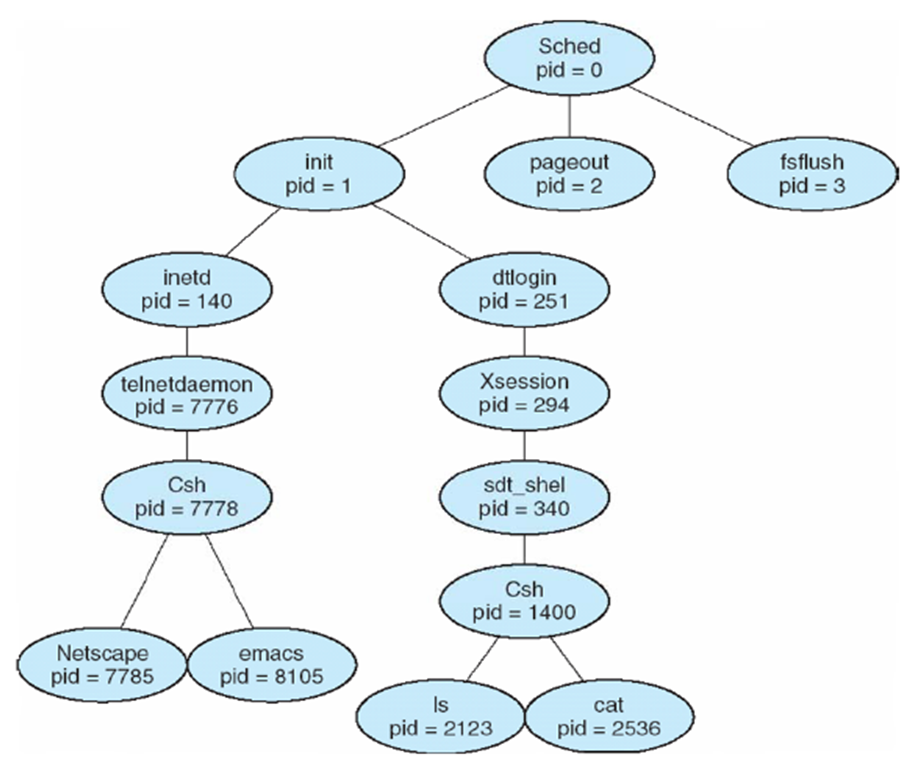 Sched
pid = 0
init
pid = 1
pageout
pid = 2
fsflush
pid = 3
inetd
pid = 140
dtlogin
pid = 251
telnetdaemon
pid = 7776
Xsession
pid = 294
Csh
pid = 7778
sdt_shel
pid = 340
Csh
pid = 1400
Netscape
pid = 7785
emacs
pid = 8105
ls
pid = 2123
cat
pid = 2536